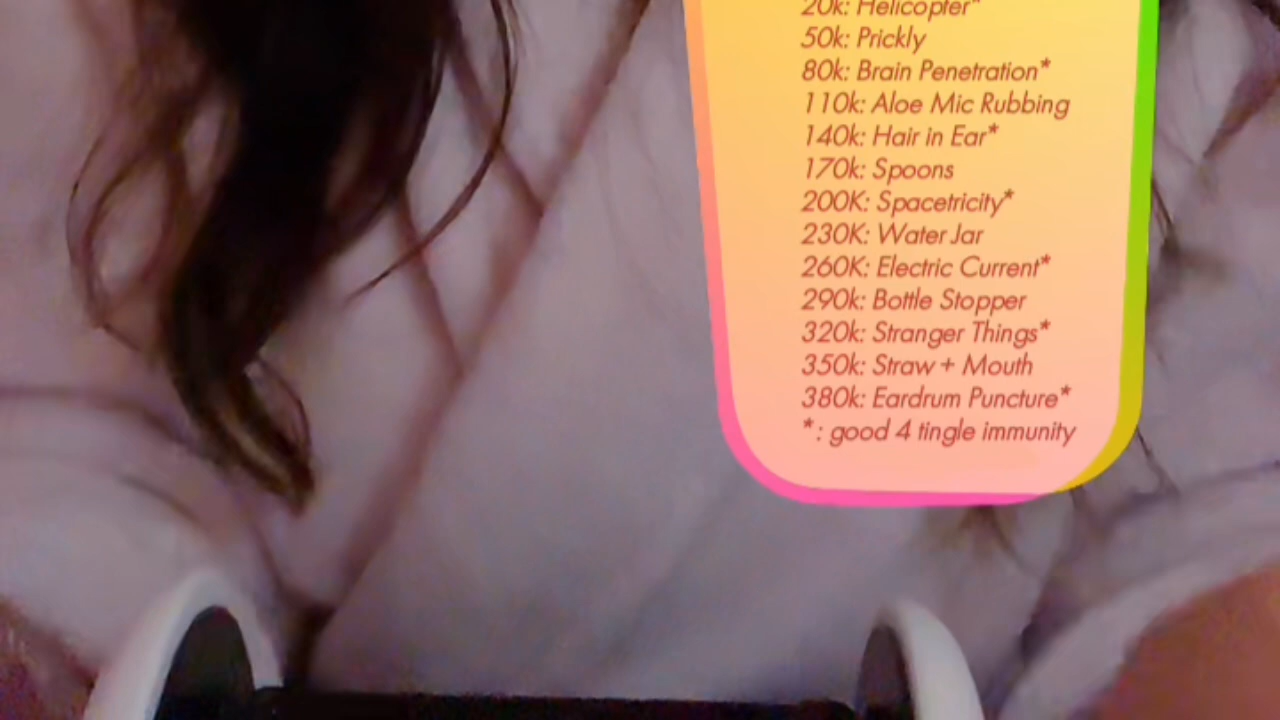 20k: Helicopter*
50k: Prickly
80k: Brain Penetration*
110k: Aloe Mic Rubbing
140k: Hair in Ear*
170k: Spoons
200K: Spacetricity*
230K: Water Jar
260K: Electric Current*
290k: Bottle Stopper
320k: Stranger Things*
350k: Straw + Mouth
380k: Eardrum Puncture*
*: good 4 tingle immunity